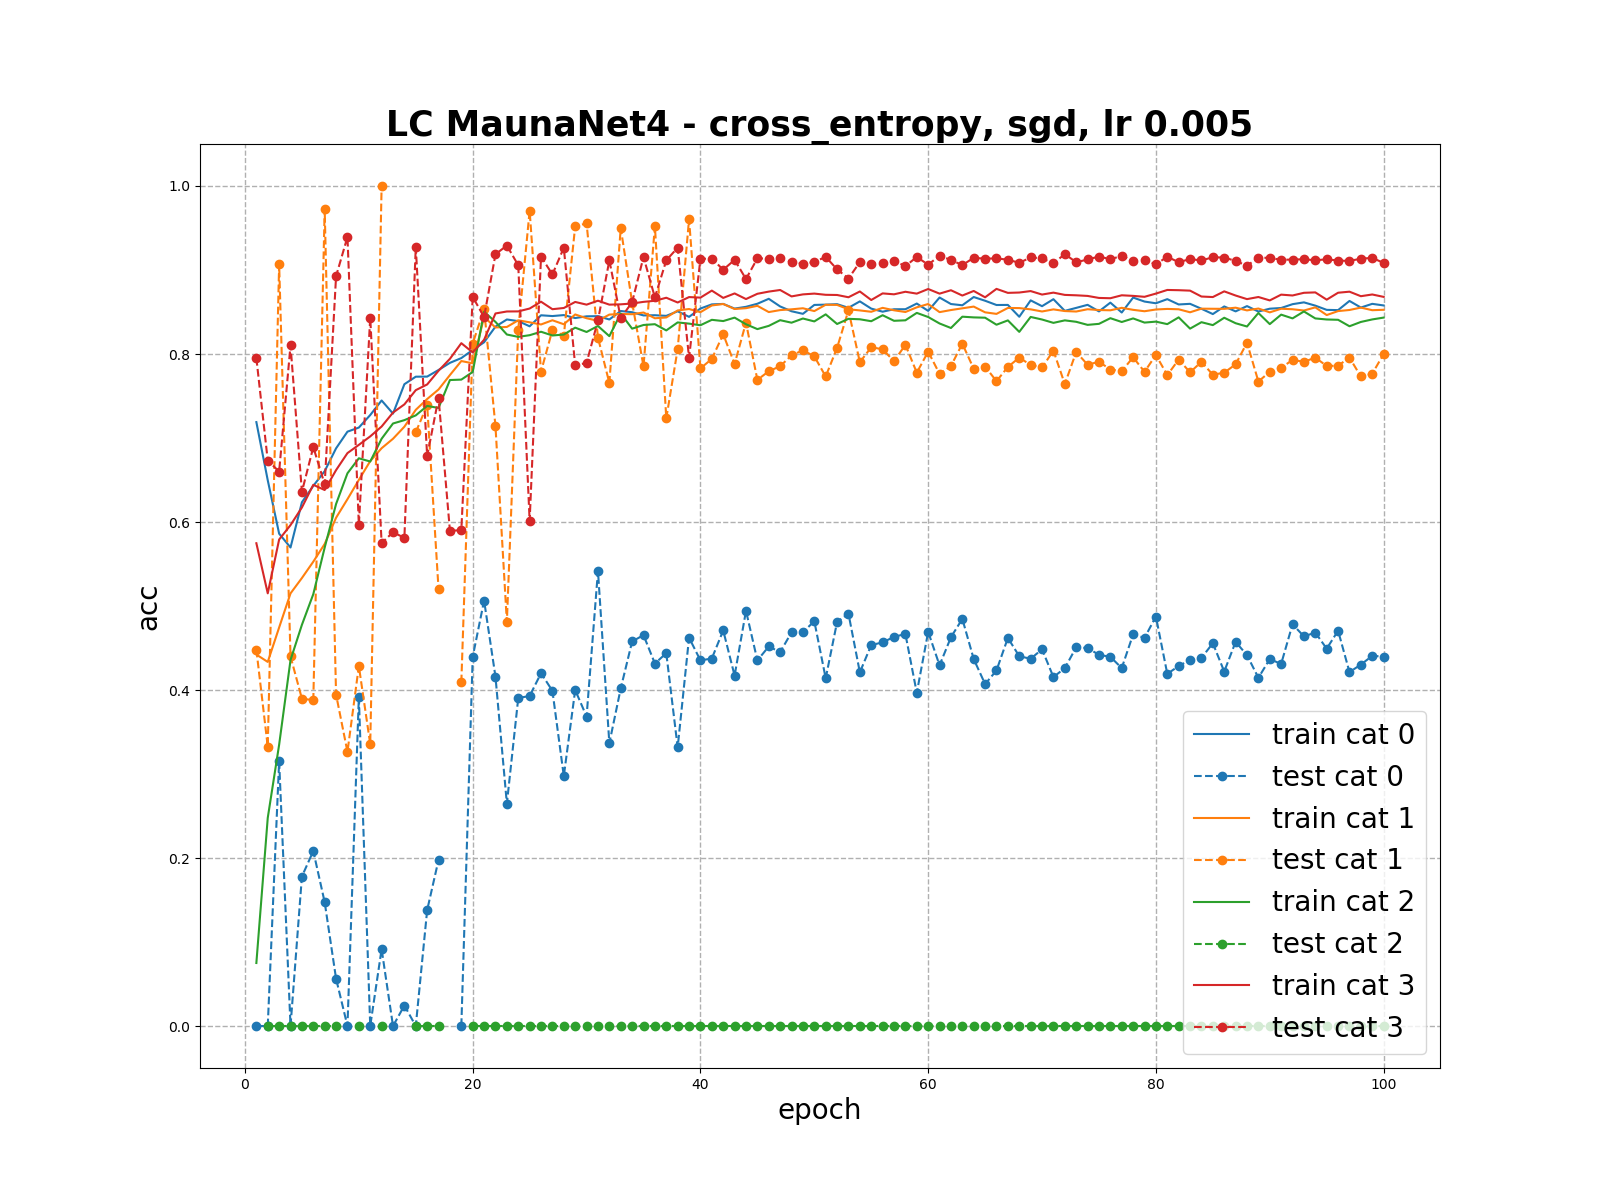 LC MaunaNet4 - cross_entropy, sgd, lr 0.005
acc
1.0
0.8
0.6
0.4
0.2
0.0
train cat 0
test cat 0
train cat 1
test cat 1
train cat 2
test cat 2
train cat 3
test cat 3
0 20 40 60 80 100
epoch